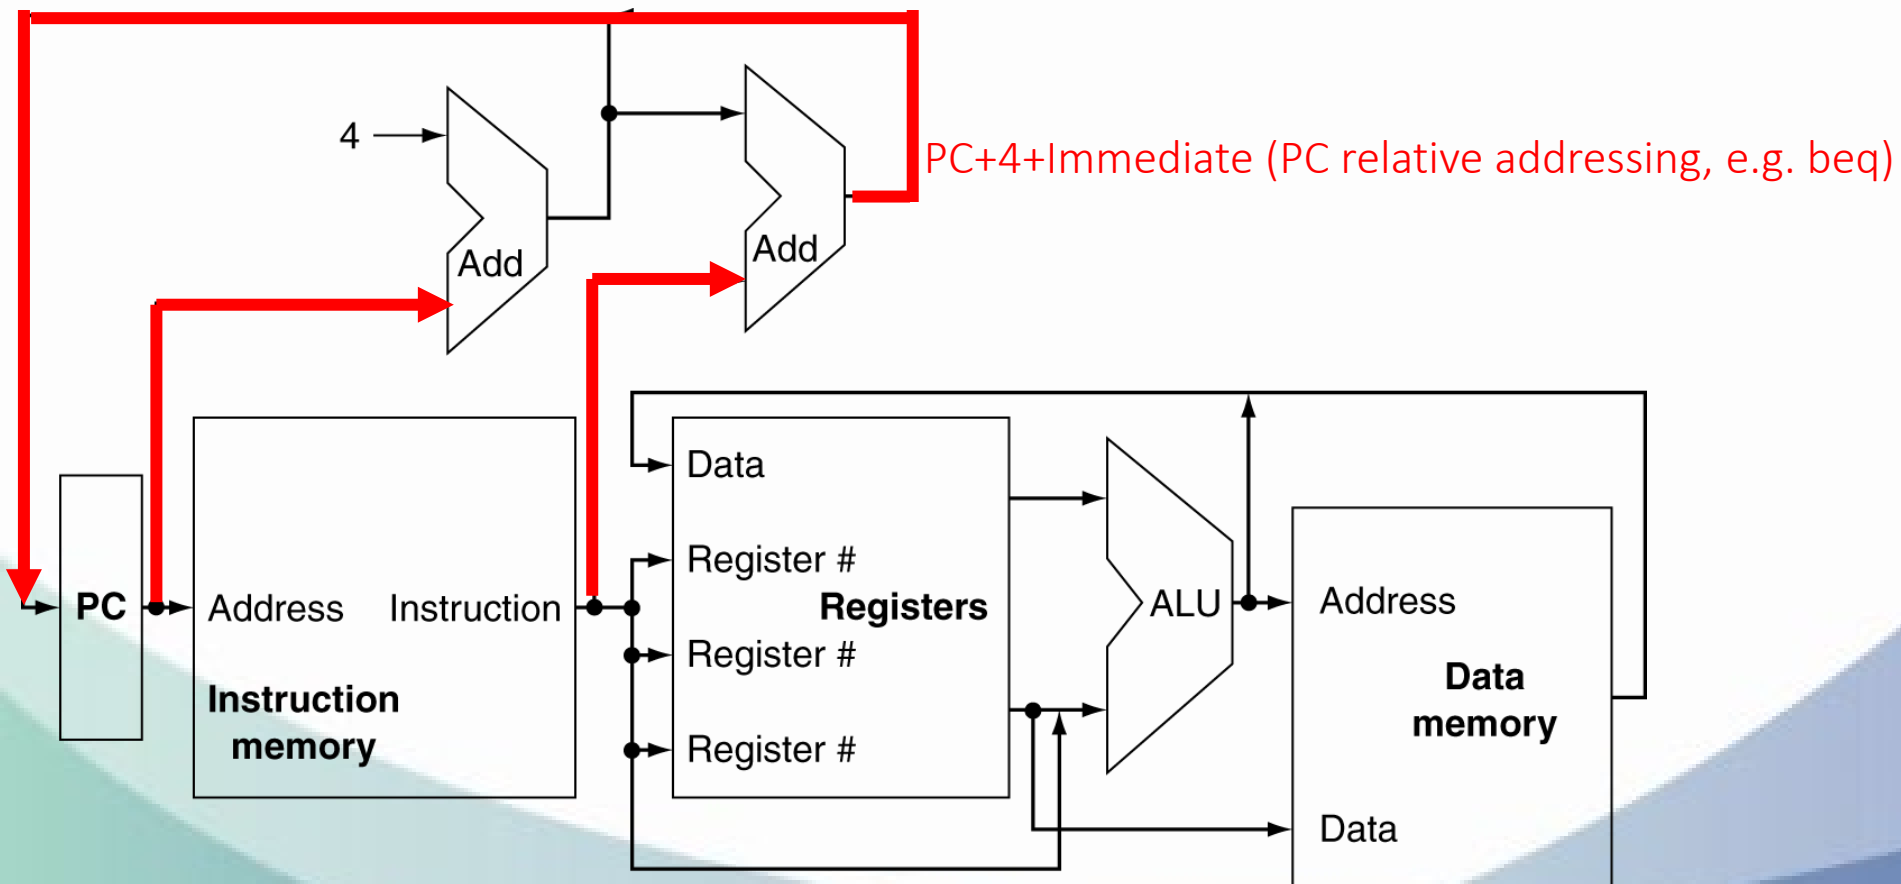 4
Add
Add
PC+4+Immediate (PC relative addressing, e.g. beq)
PC
Address
Instruction
Instruction
memory
Data
Register #
Registers
Register #
Register #
ALU
Address
Data
memory
Data